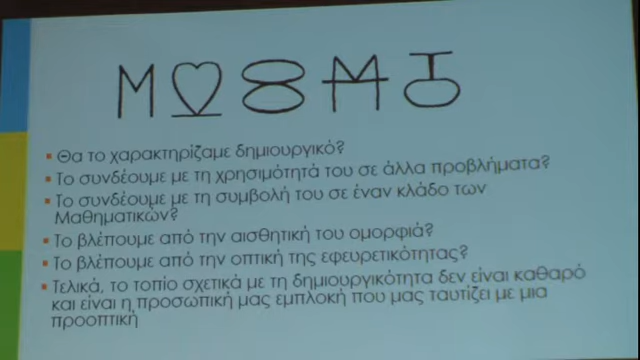 Θα το χαρακτηρίζαμε δημιουργικό?
Το συνδέουμε με τη χρησιμότητά του σε άλλα προβλήματα?
Το συνδέουμε με τη συμβολή του σε έναν κλάδο των
Μαθηματικών?
Το βλέπουμε από την αισθητική του ομορφιά?
Το βλέπουμε από την οπτική της εφευρετικότητας?
Τελικά, το τοπίο σχετικά με τη δημιουργικότητα δεν είναι καθαρό
και είναι η προσωπική μας εμπλοκή που μας ταυτίζει με μια
προοπτική